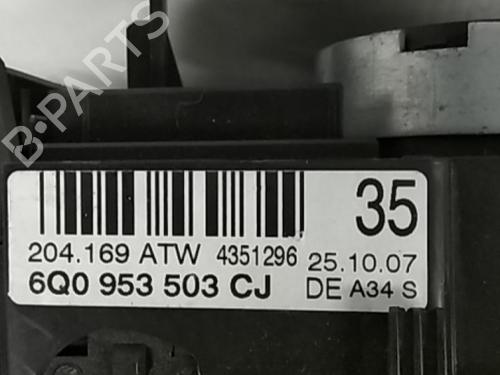 B-PARTS
35
204.169 ATW 4351296 25.10.07
6Q0 953 503 CJ DE A34 S